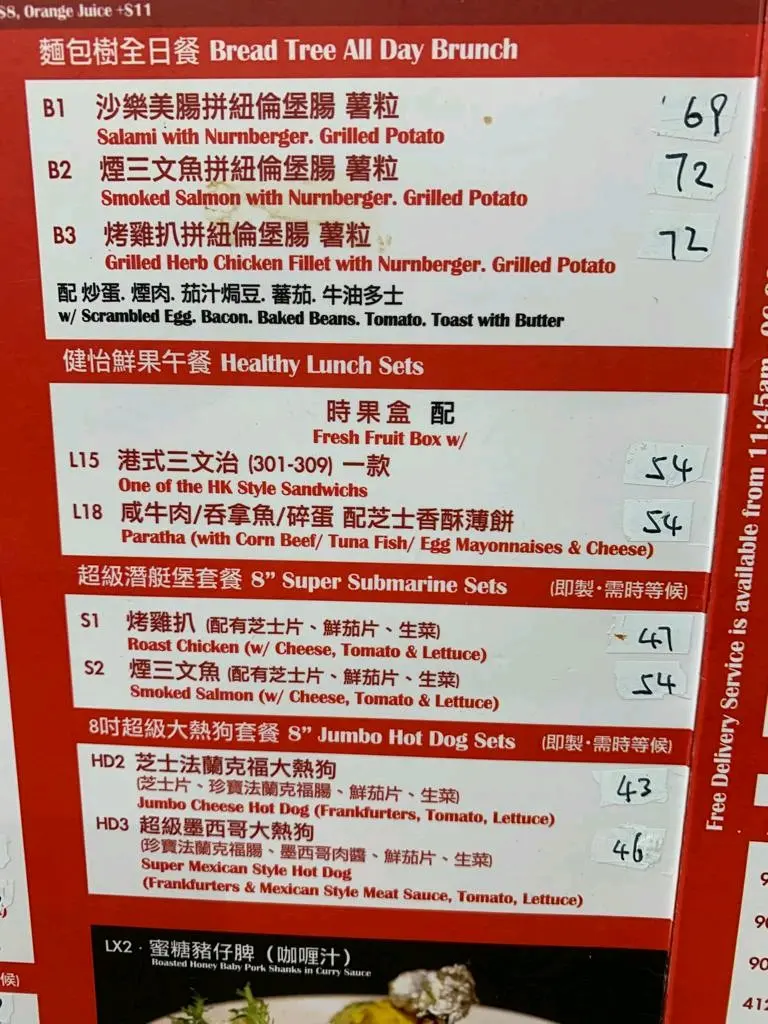 $8, Orange Juice +$11
麵包樹全日餐 Bread Tree All Day Brunch
B1 沙樂美腸拼紐倫堡腸 薯粒 69
Salami with Nurnberger. Grilled Potato
B2 煙三文魚拼紐倫堡腸 薯粒 72
Smoked Salmon with Nurnberger. Grilled Potato
B3 烤雞扒拼紐倫堡腸 薯粒 72
Grilled Herb Chicken Fillet with Nurnberger. Grilled Potato
配 炒蛋. 煙肉. 茄汁焗豆. 蕃茄. 牛油多士
w/ Scrambled Egg. Bacon. Baked Beans. Tomato. Toast with Butter
健怡鮮果午餐 Healthy Lunch Sets
時果盒 配
Fresh Fruit Box w/
L15 港式三文治 (301-309) 一款 54
One of the HK Style Sandwichs
L18 咸牛肉/吞拿魚/碎蛋 配芝士香酥薄餅 54
Paratha (with Corn Beef/ Tuna Fish/ Egg Mayonnaises & Cheese)
超級潛艇堡套餐 8” Super Submarine Sets (即製·需時等候)
S1 烤雞扒 (配有芝士片、鮮茄片、生菜) 47
Roast Chicken (w/ Cheese, Tomato & Lettuce)
S2 煙三文魚 (配有芝士片、鮮茄片、生菜) 54
Smoked Salmon (w/ Cheese, Tomato & Lettuce)
8吋超級大熱狗套餐 8” Jumbo Hot Dog Sets (即製·需時等候)
HD2 芝士法蘭克福大熱狗 43
(芝士片、珍寶法蘭克福腸、鮮茄片、生菜)
Jumbo Cheese Hot Dog (Frankfurters, Tomato, Lettuce)
HD3 超級墨西哥大熱狗 46
(珍寶法蘭克福腸、墨西哥肉醬、鮮茄片、生菜)
Super Mexican Style Hot Dog
(Frankfurters & Mexican Style Meat Sauce, Tomato, Lettuce)
LX2 · 蜜糖豬仔髀 (咖喱汁)
Roasted Honey Baby Pork Shanks in Curry Sauce
Free Delivery Service is available from 11:45am
候)
9
90
90
412